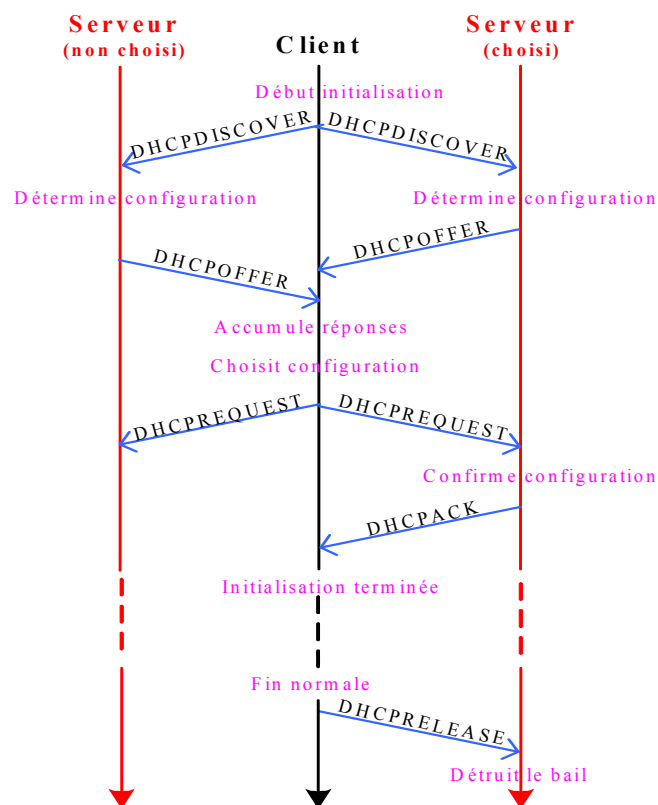 Serveur
(non choisi)
Client
Serveur
(choisi)
Début initialisation
DHCPDISCOVER
DHCPDISCOVER
Détermine configuration
Détermine configuration
DHCPOFFER
DHCPOFFER
Accumule réponses
Choisit configuration
DHCPREQUEST
DHCPREQUEST
Confirme configuration
DHCPACK
Initialisation terminée
Fin normale
DHCPRELEASE
Détruit le bail